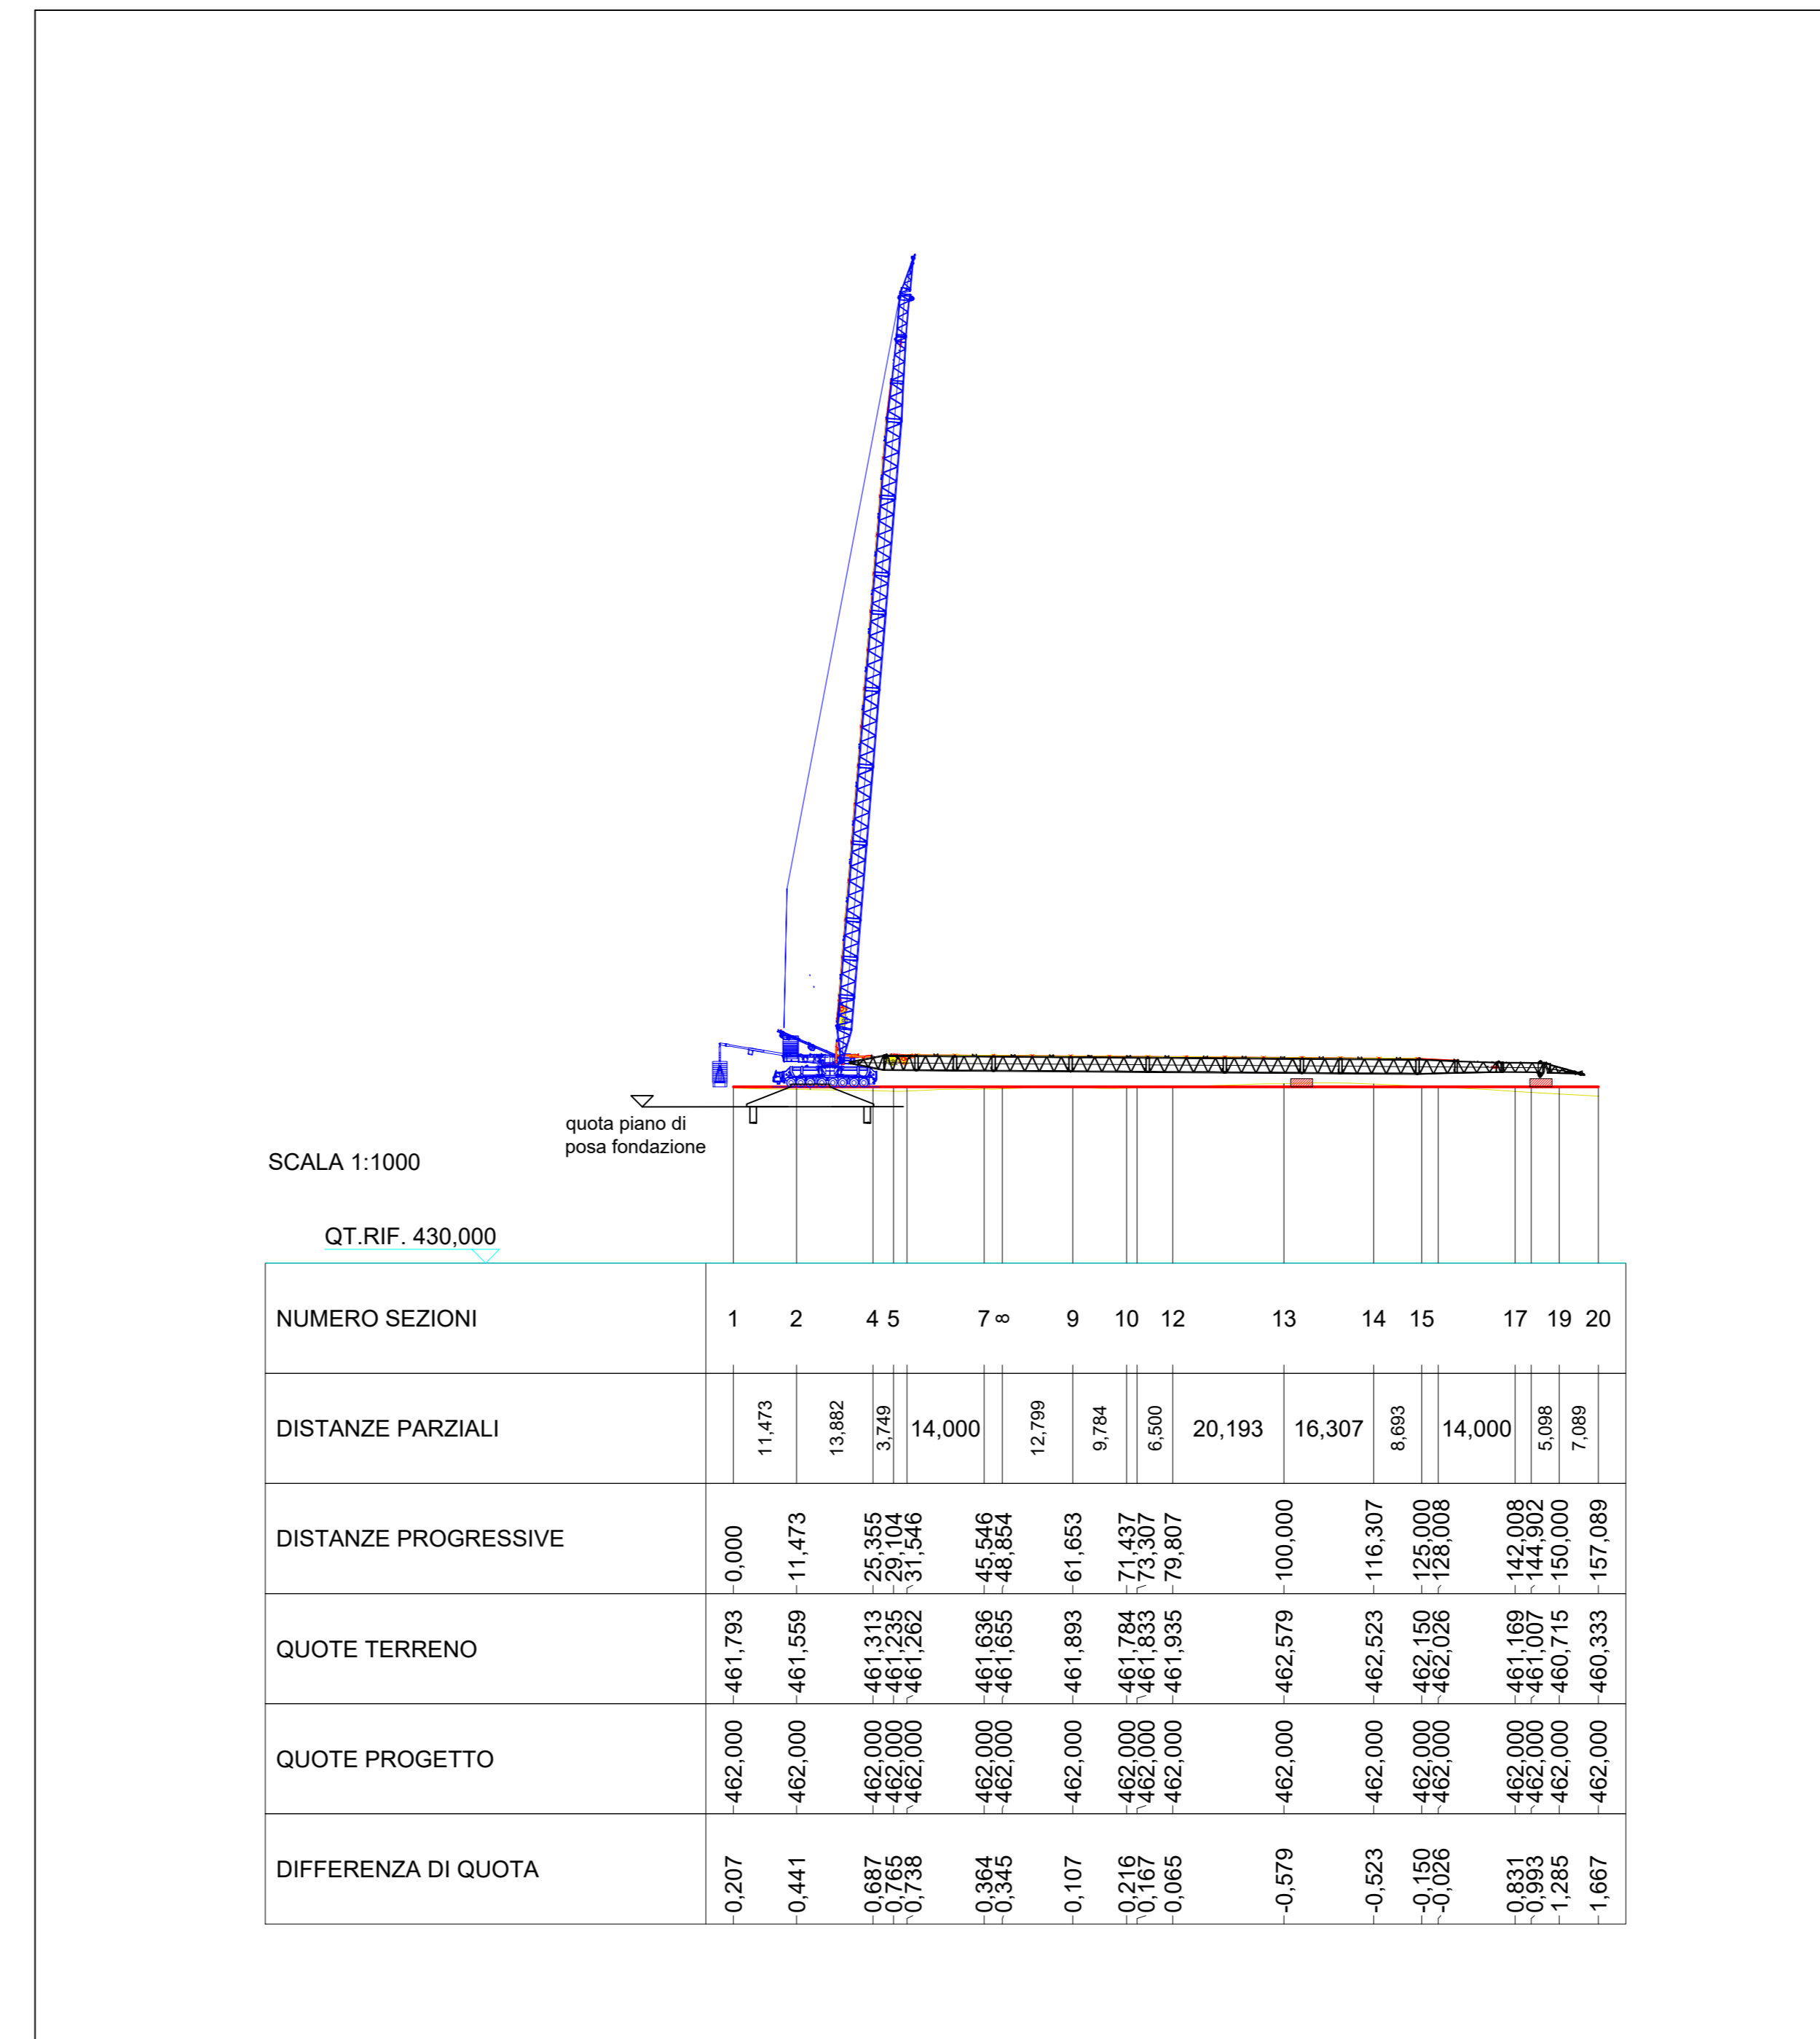 quota piano di
posa fondazione
SCALA 1:1000
QT.RIF. 430,000
NUMERO SEZIONI 1 2 4 5 7 8 9 10 12 13 14 15 17 19 20
DISTANZE PARZIALI 11,473 13,882 3,749 14,000 12,799 9,784 6,500 20,193 16,307 8,693 14,000 5,098 7,089
DISTANZE PROGRESSIVE 0,000 11,473 25,355 29,104 31,546 45,546 48,854 61,653 71,437 73,307 79,807 100,000 116,307 125,000 128,008 142,008 144,902 150,000 157,089
QUOTE TERRENO 461,793 461,559 461,313 461,235 461,262 461,636 461,655 461,893 461,784 461,833 461,935 462,579 462,523 462,150 462,026 461,169 461,007 460,715 460,333
QUOTE PROGETTO 462,000 462,000 462,000 462,000 462,000 462,000 462,000 462,000 462,000 462,000 462,000 462,000 462,000 462,000 462,000 462,000 462,000 462,000 462,000
DIFFERENZA DI QUOTA 0,207 0,441 0,687 0,765 0,738 0,364 0,345 0,107 0,216 0,167 0,065 -0,579 -0,523 -0,150 -0,026 0,831 0,993 1,285 1,667